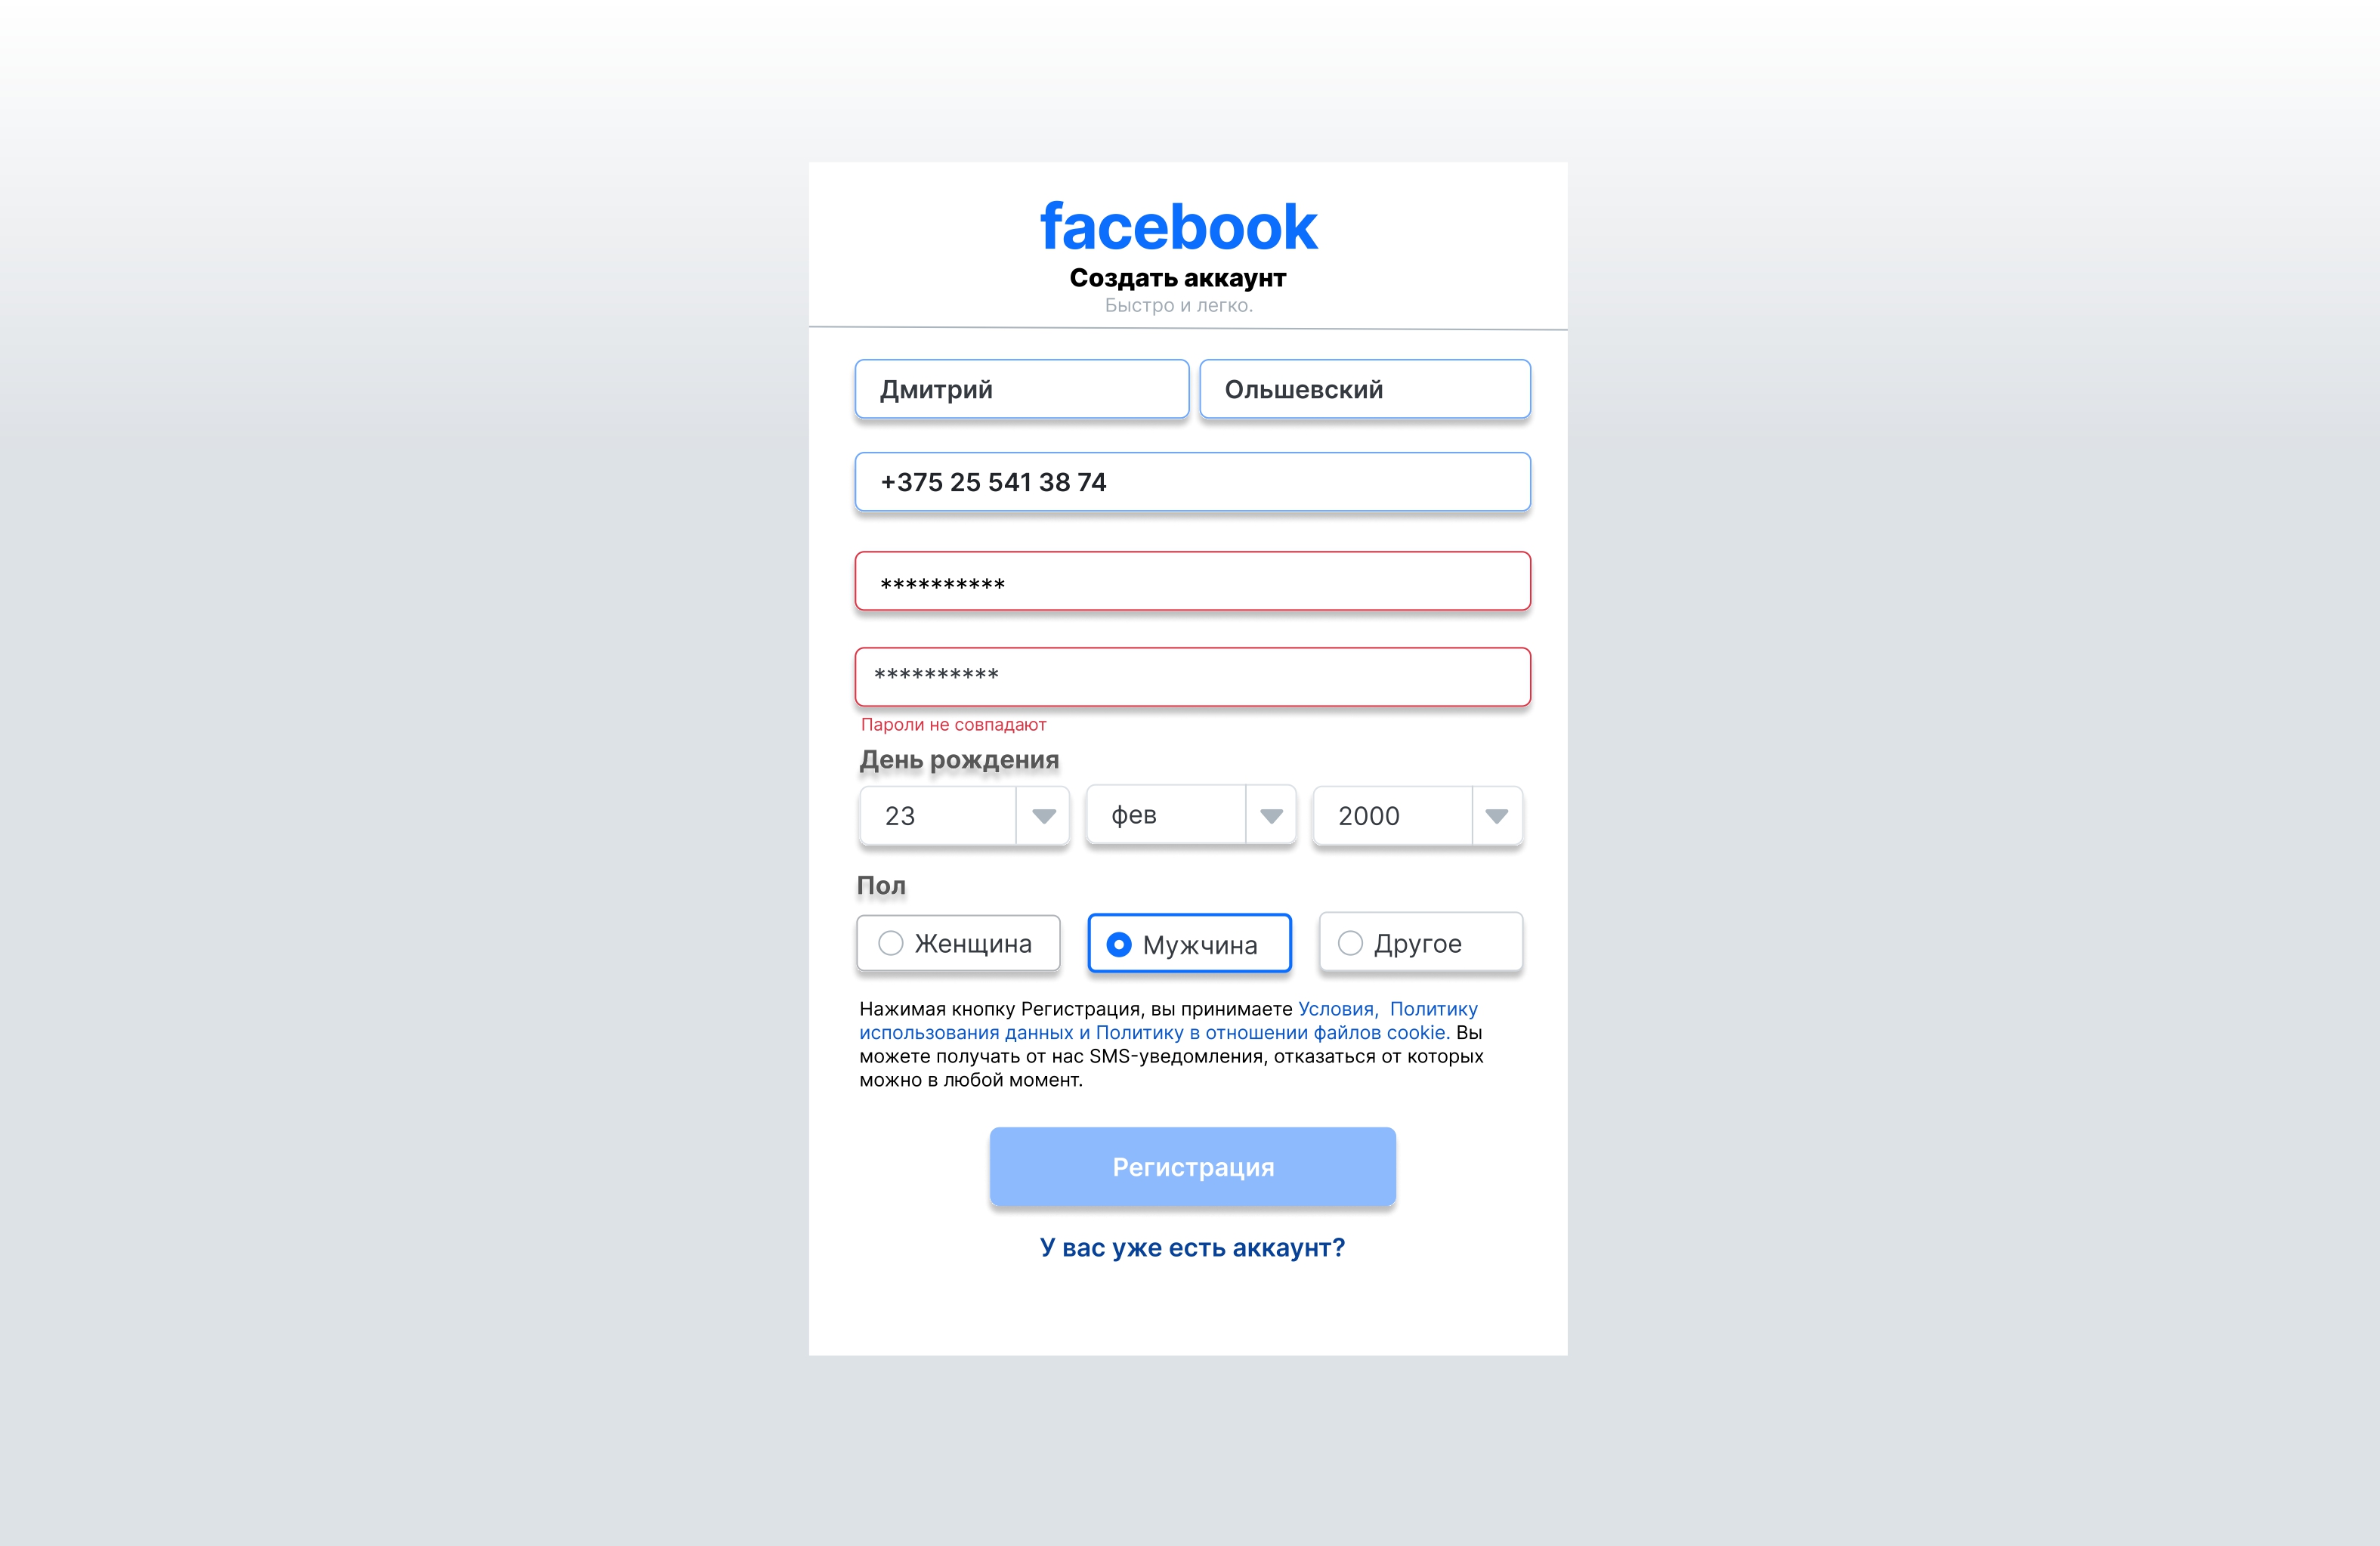 facebook
Создать аккаунт
Быстро и легко.
Дмитрий Ольшевский
+375 25 541 38 74
**********
**********
Пароли не совпадают
День рождения
23 фев 2000
Пол
Женщина Мужчина Другое
Нажимая кнопку Регистрация, вы принимаете Условия, Политику
использования данных и Политику в отношении файлов cookie. Вы
можете получать от нас SMS-уведомления, отказаться от которых
можно в любой момент.
Регистрация
У вас уже есть аккаунт?